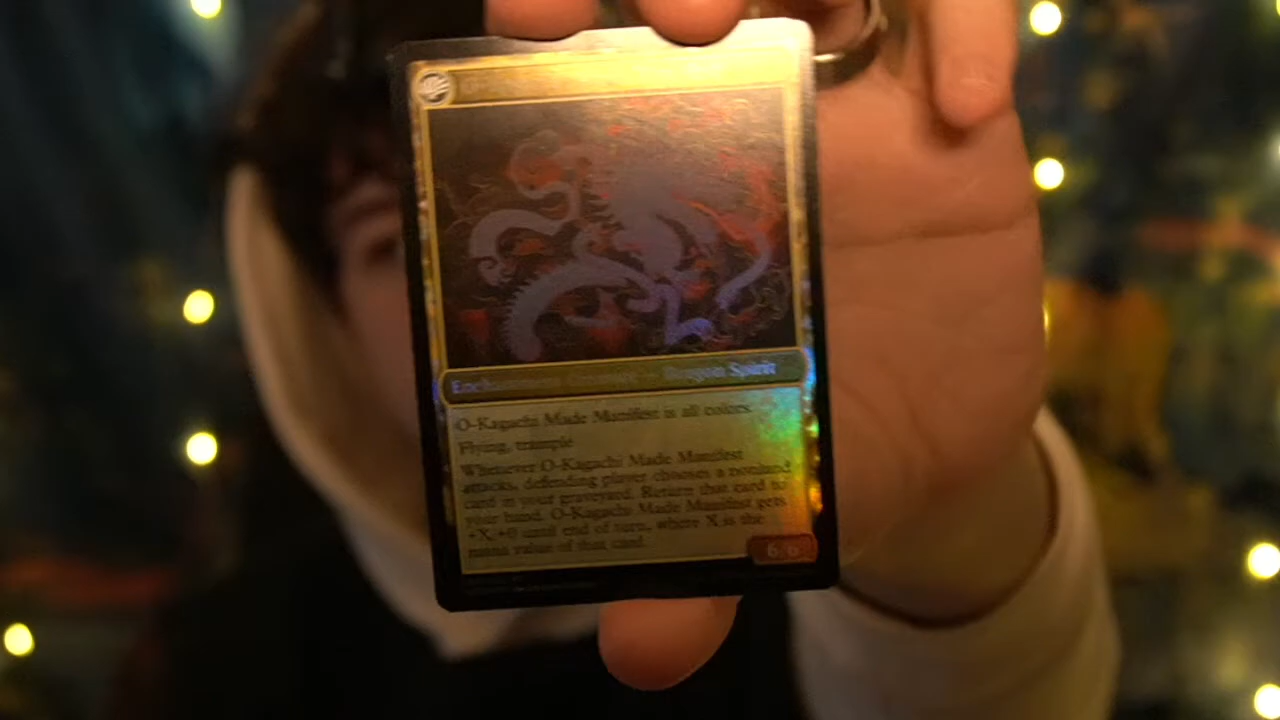 Enchantment Creature — Dragon Spirit
O-Kagachi Made Manifest is all colors.
Flying, trample
Whenever O-Kagachi Made Manifest
attacks, defending player chooses a nonland
card in your graveyard. Return that card to
your hand. O-Kagachi Made Manifest gets
+X/+0 until end of turn, where X is the
mana value of that card.
6/6